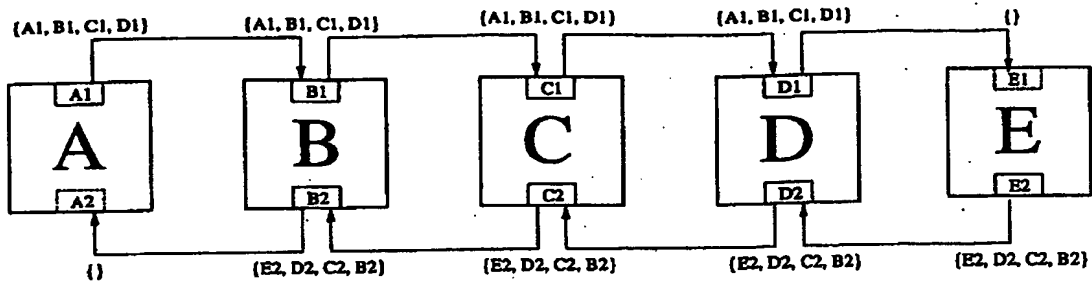 {A1, B1, C1, D1} {A1, B1, C1, D1} {A1, B1, C1, D1} {A1, B1, C1, D1} {}
A1 B1 C1 D1 E1
A B C D E
A2 B2 C2 D2 E2
{} {E2, D2, C2, B2} {E2, D2, C2, B2} {E2, D2, C2, B2} {E2, D2, C2, B2}